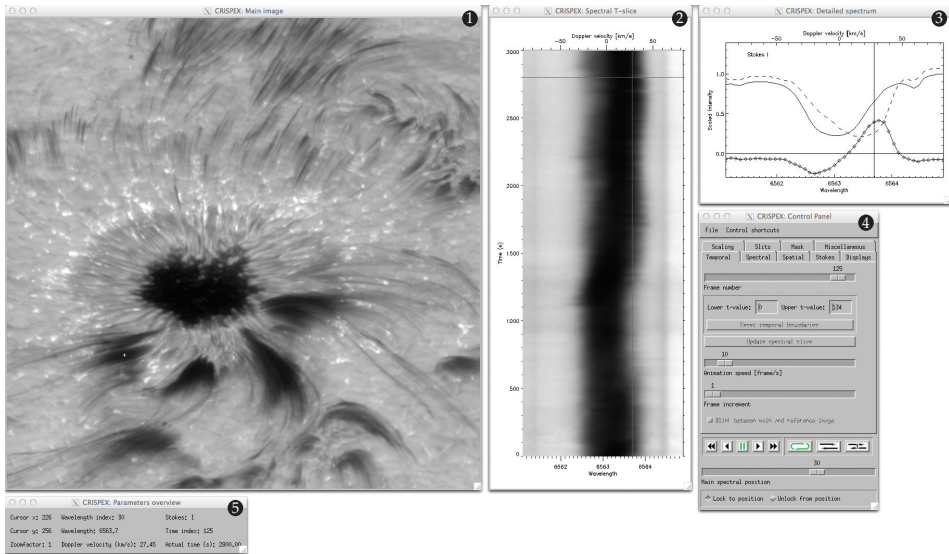 CRISPEX: Main image
1
CRISPEX: Spectral T-slice
2
Doppler velocity [km/s]
-50 0 50
3000
2500
2000
1500
1000
500
0
Time (s)
6562 6563 6564
Wavelength
CRISPEX: Detailed spectrum
3
Doppler velocity [km/s]
-50 0 50
Stokes I
1.0
0.5
0.0
Scaled Intensity
6562 6563 6564
Wavelength
CRISPEX: Control Panel
4
File Control shortcuts
Scaling Slits Mask Miscellaneous
Temporal Spectral Spatial Stokes Displays
125
Frame number
Lower t-value: 0 Upper t-value: 134
Reset temporal boundaries
Update spectral slice
10
Animation speed [frame/s]
1
Frame increment
Blink between main and reference image
30
Main spectral position
Lock to position Unlock from position
CRISPEX: Parameters overview
5
Cursor x: 226 Wavelength index: 30 Stokes: I
Cursor y: 256 Wavelength: 6563.7 Time index: 125
Zoomfactor: 1 Doppler velocity (km/s): 27.45 Actual time (s): 2800.00